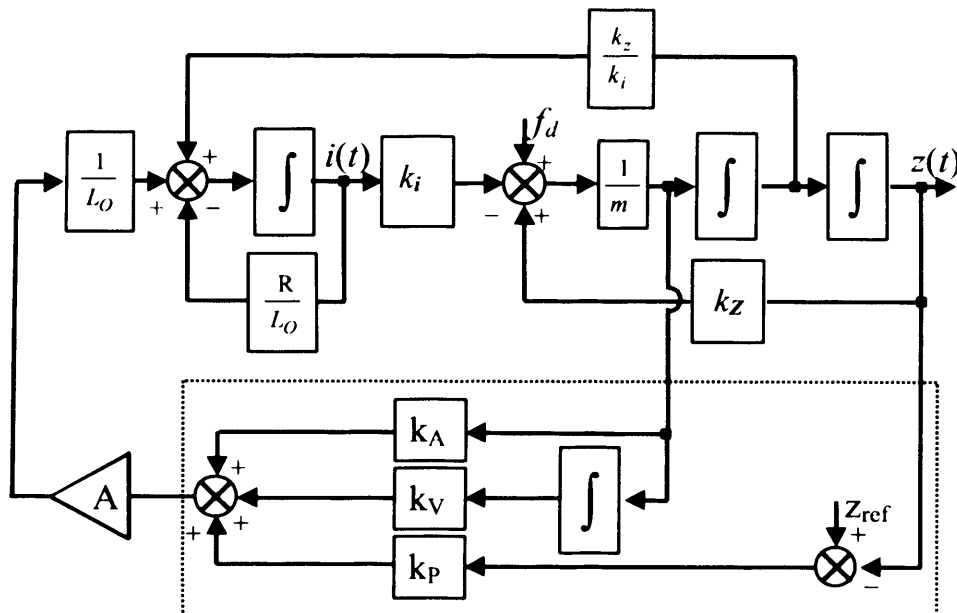 k_z
k_i
1
L_O
+
+
−
∫
i(t)
k_i
f_d
+
−
+
1
m
∫
∫
z(t)
R
L_O
k_z
k_A
+
A
+
+
k_V
∫
z_ref
+
k_P
−